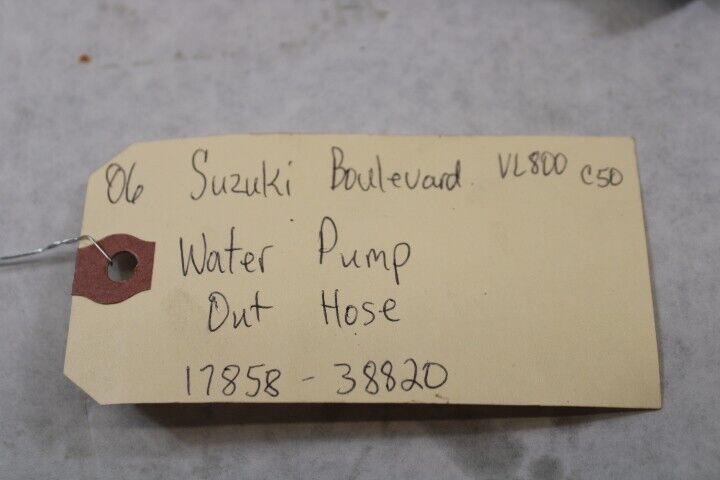 06 Suzuki Boulevard VL800 C50
Water Pump
Out Hose
17858 - 38820